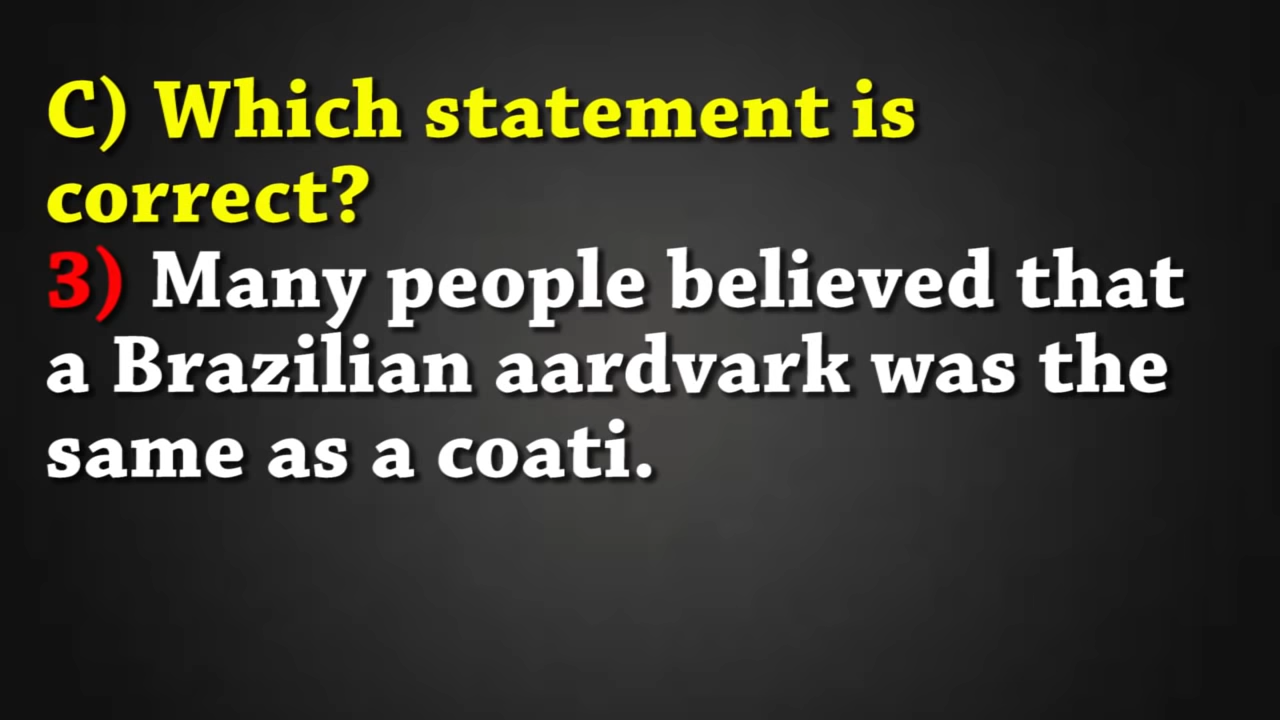 C) Which statement is
correct?
3) Many people believed that
a Brazilian aardvark was the
same as a coati.